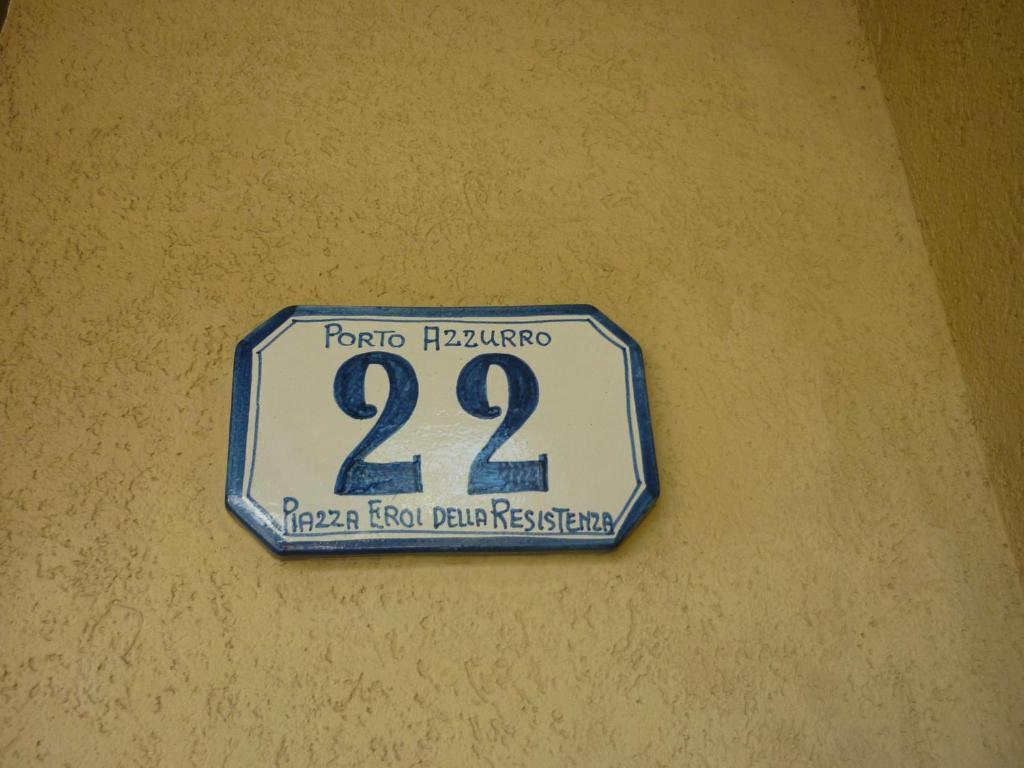 PORTO AZZURRO
22
PIAZZA EROI DELLA RESISTENZA